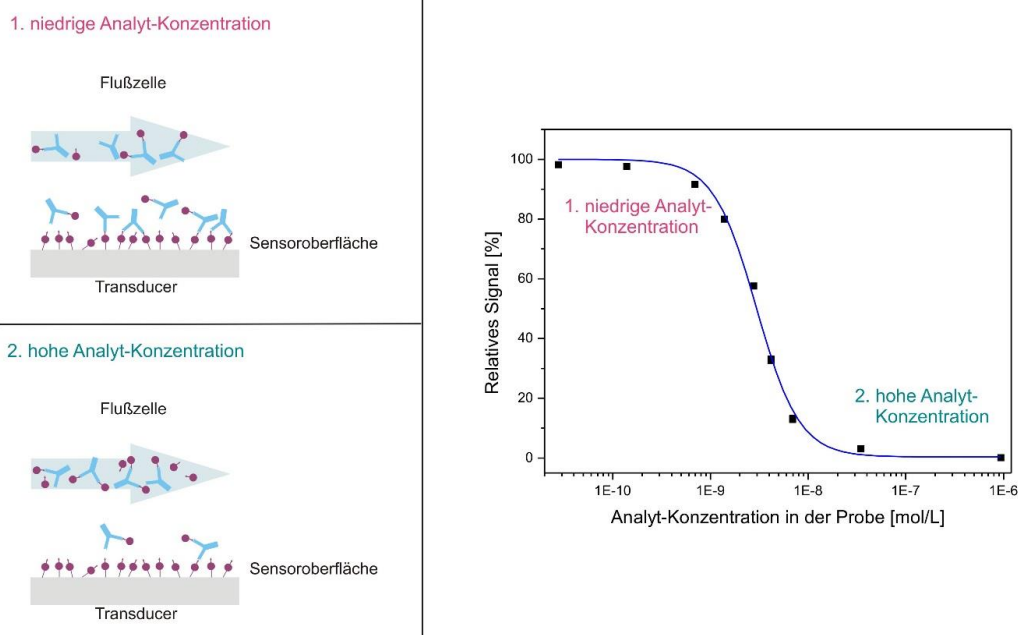 1. niedrige Analyt-Konzentration
Flußzelle
Sensoroberfläche
Transducer
2. hohe Analyt-Konzentration
Flußzelle
Sensoroberfläche
Transducer
Relatives Signal [%]
100
80
60
40
20
0
1. niedrige Analyt-
Konzentration
2. hohe Analyt-
Konzentration
1E-10 1E-9 1E-8 1E-7 1E-6
Analyt-Konzentration in der Probe [mol/L]